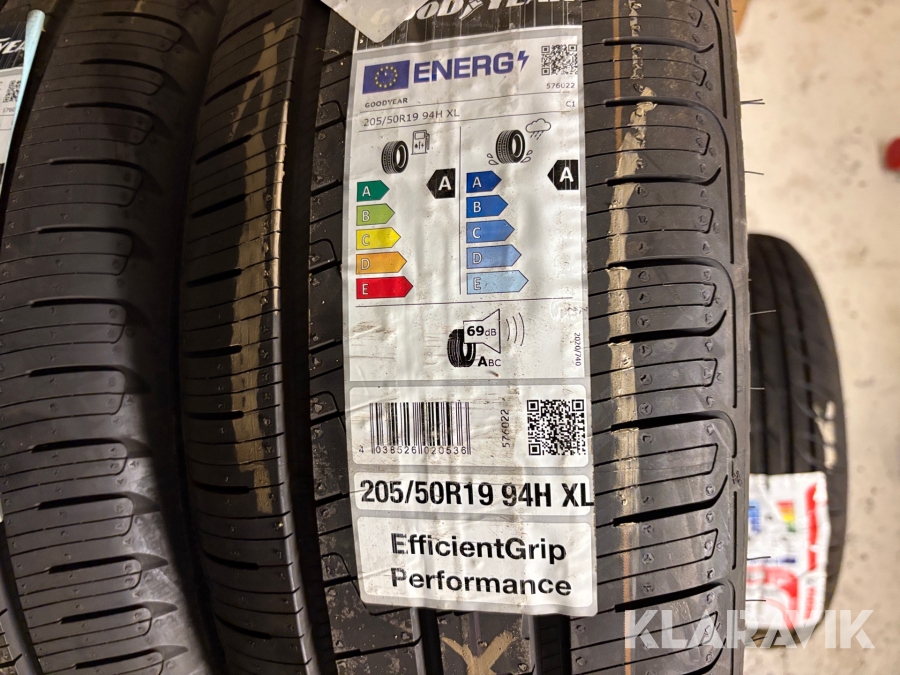 GOODYEAR
ENERG
576022
GOODYEAR
C1
205/50R19 94H XL
A
A
A
B
C
D
E
A
B
C
D
E
69dB
ABC
2020/740
576022
4 038526 020536
205/50R19 94H XL
EfficientGrip
Performance
KLARAVIK